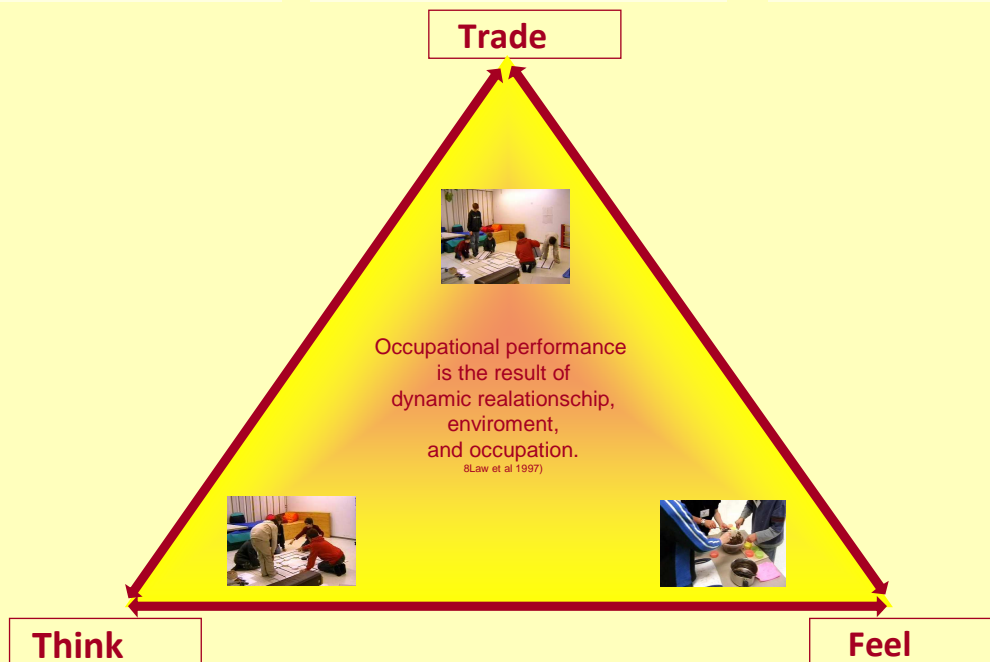 Trade
Occupational performance
is the result of
dynamic realationschip,
enviroment,
and occupation.
8Law et al 1997)
Think
Feel